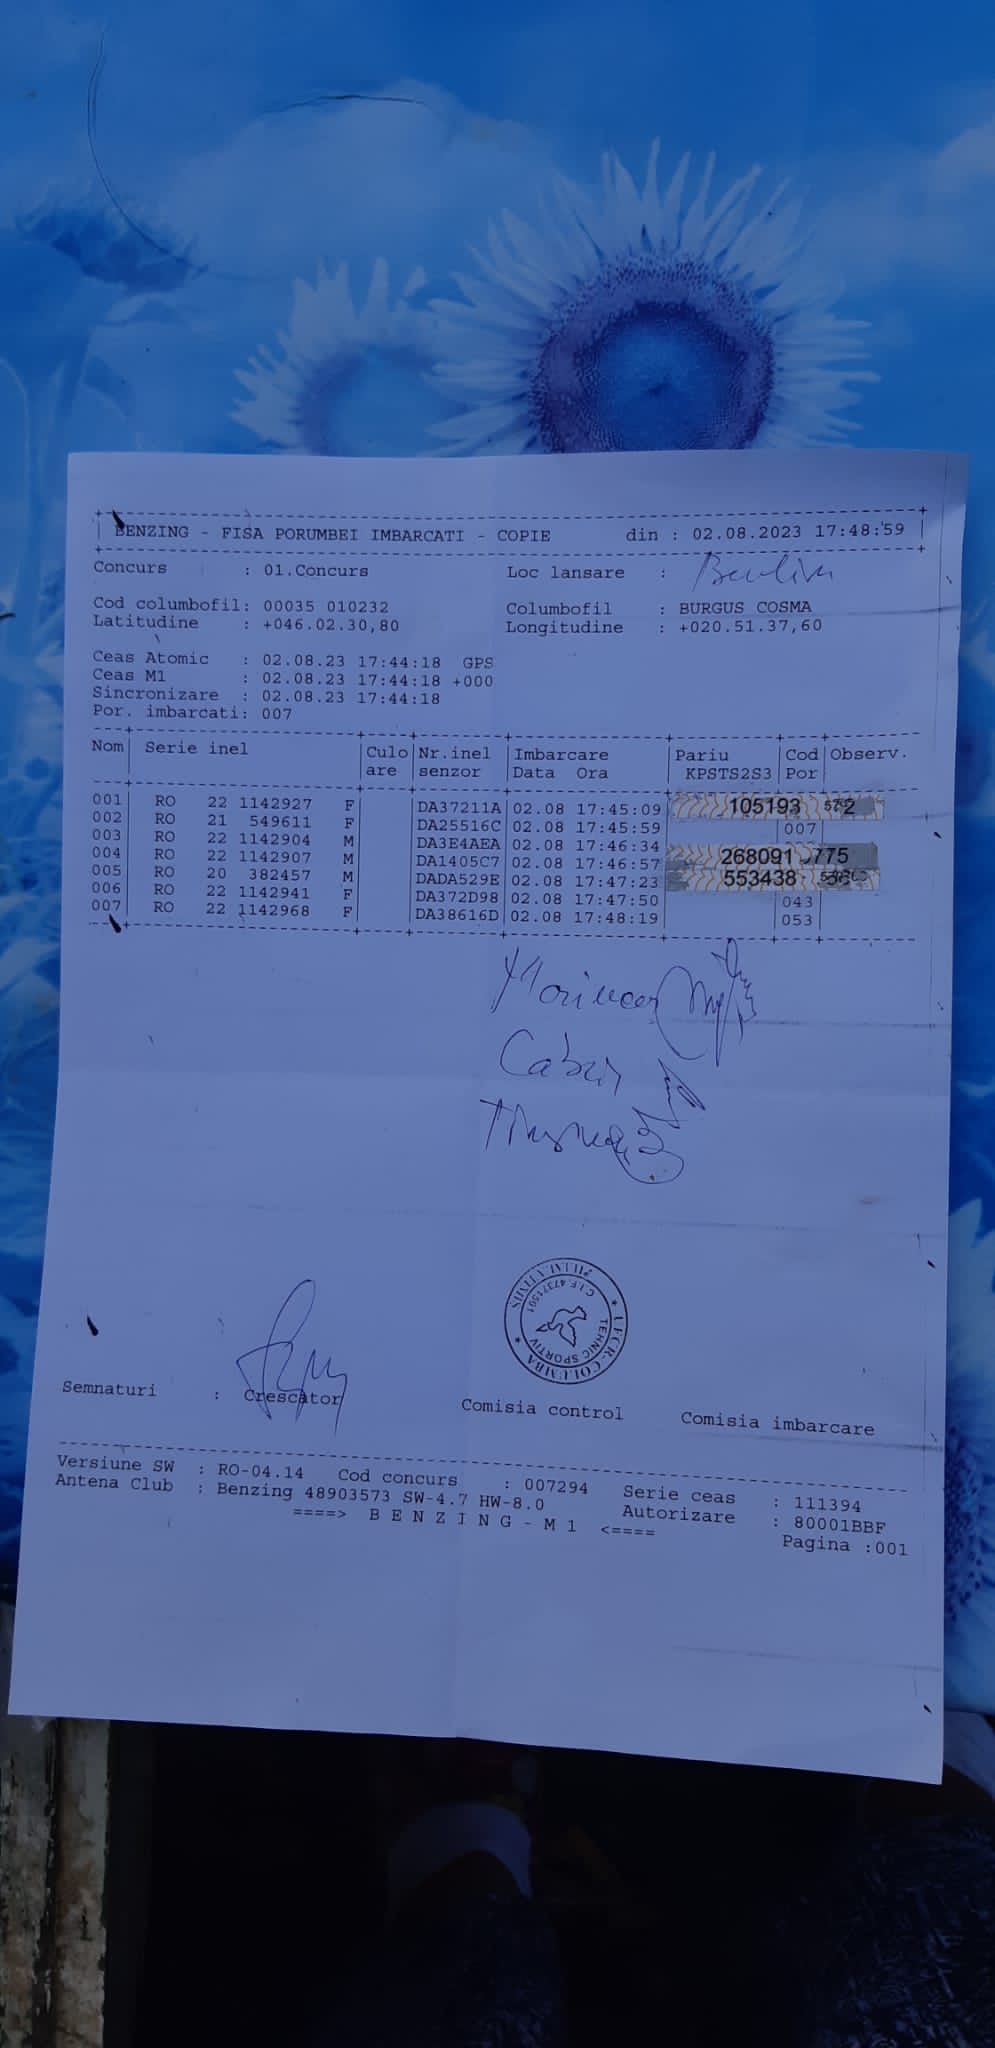 BENZING - FISA PORUMBEI IMBARCATI - COPIE din : 02.08.2023 17:48:59
Concurs : 01.Concurs Loc lansare : Berlin
Cod columbofil: 00035 010232 Columbofil : BURGUS COSMA
Latitudine : +046.02.30,80 Longitudine : +020.51.37,60
Ceas Atomic : 02.08.23 17:44:18 GPS
Ceas M1 : 02.08.23 17:44:18 +000
Sincronizare : 02.08.23 17:44:18
Por. imbarcati: 007
Nom Serie inel Culo Nr.inel Imbarcare Pariu Cod Observ.
are senzor Data Ora KPSTS2S3 Por
001 RO 22 1142927 F DA37211A 02.08 17:45:09 105193
002 RO 21 549611 F DA25516C 02.08 17:45:59 007
003 RO 22 1142904 M DA3E4AEA 02.08 17:46:34
004 RO 22 1142907 M DA1405C7 02.08 17:46:57 268091 775
005 RO 20 382457 M DADA529E 02.08 17:47:23 553438
006 RO 22 1142941 F DA372D98 02.08 17:47:50 043
007 RO 22 1142968 F DA38616D 02.08 17:48:19 053
UFCR-COLUMBA
TEHNIC SPORTIV
C.I.F. 47371501
Semnaturi : Crescator Comisia control Comisia imbarcare
Versiune SW : RO-04.14 Cod concurs : 007294 Serie ceas : 111394
Antena Club : Benzing 48903573 SW-4.7 HW-8.0 Autorizare : 80001BBF
====> B E N Z I N G - M 1 <==== Pagina :001